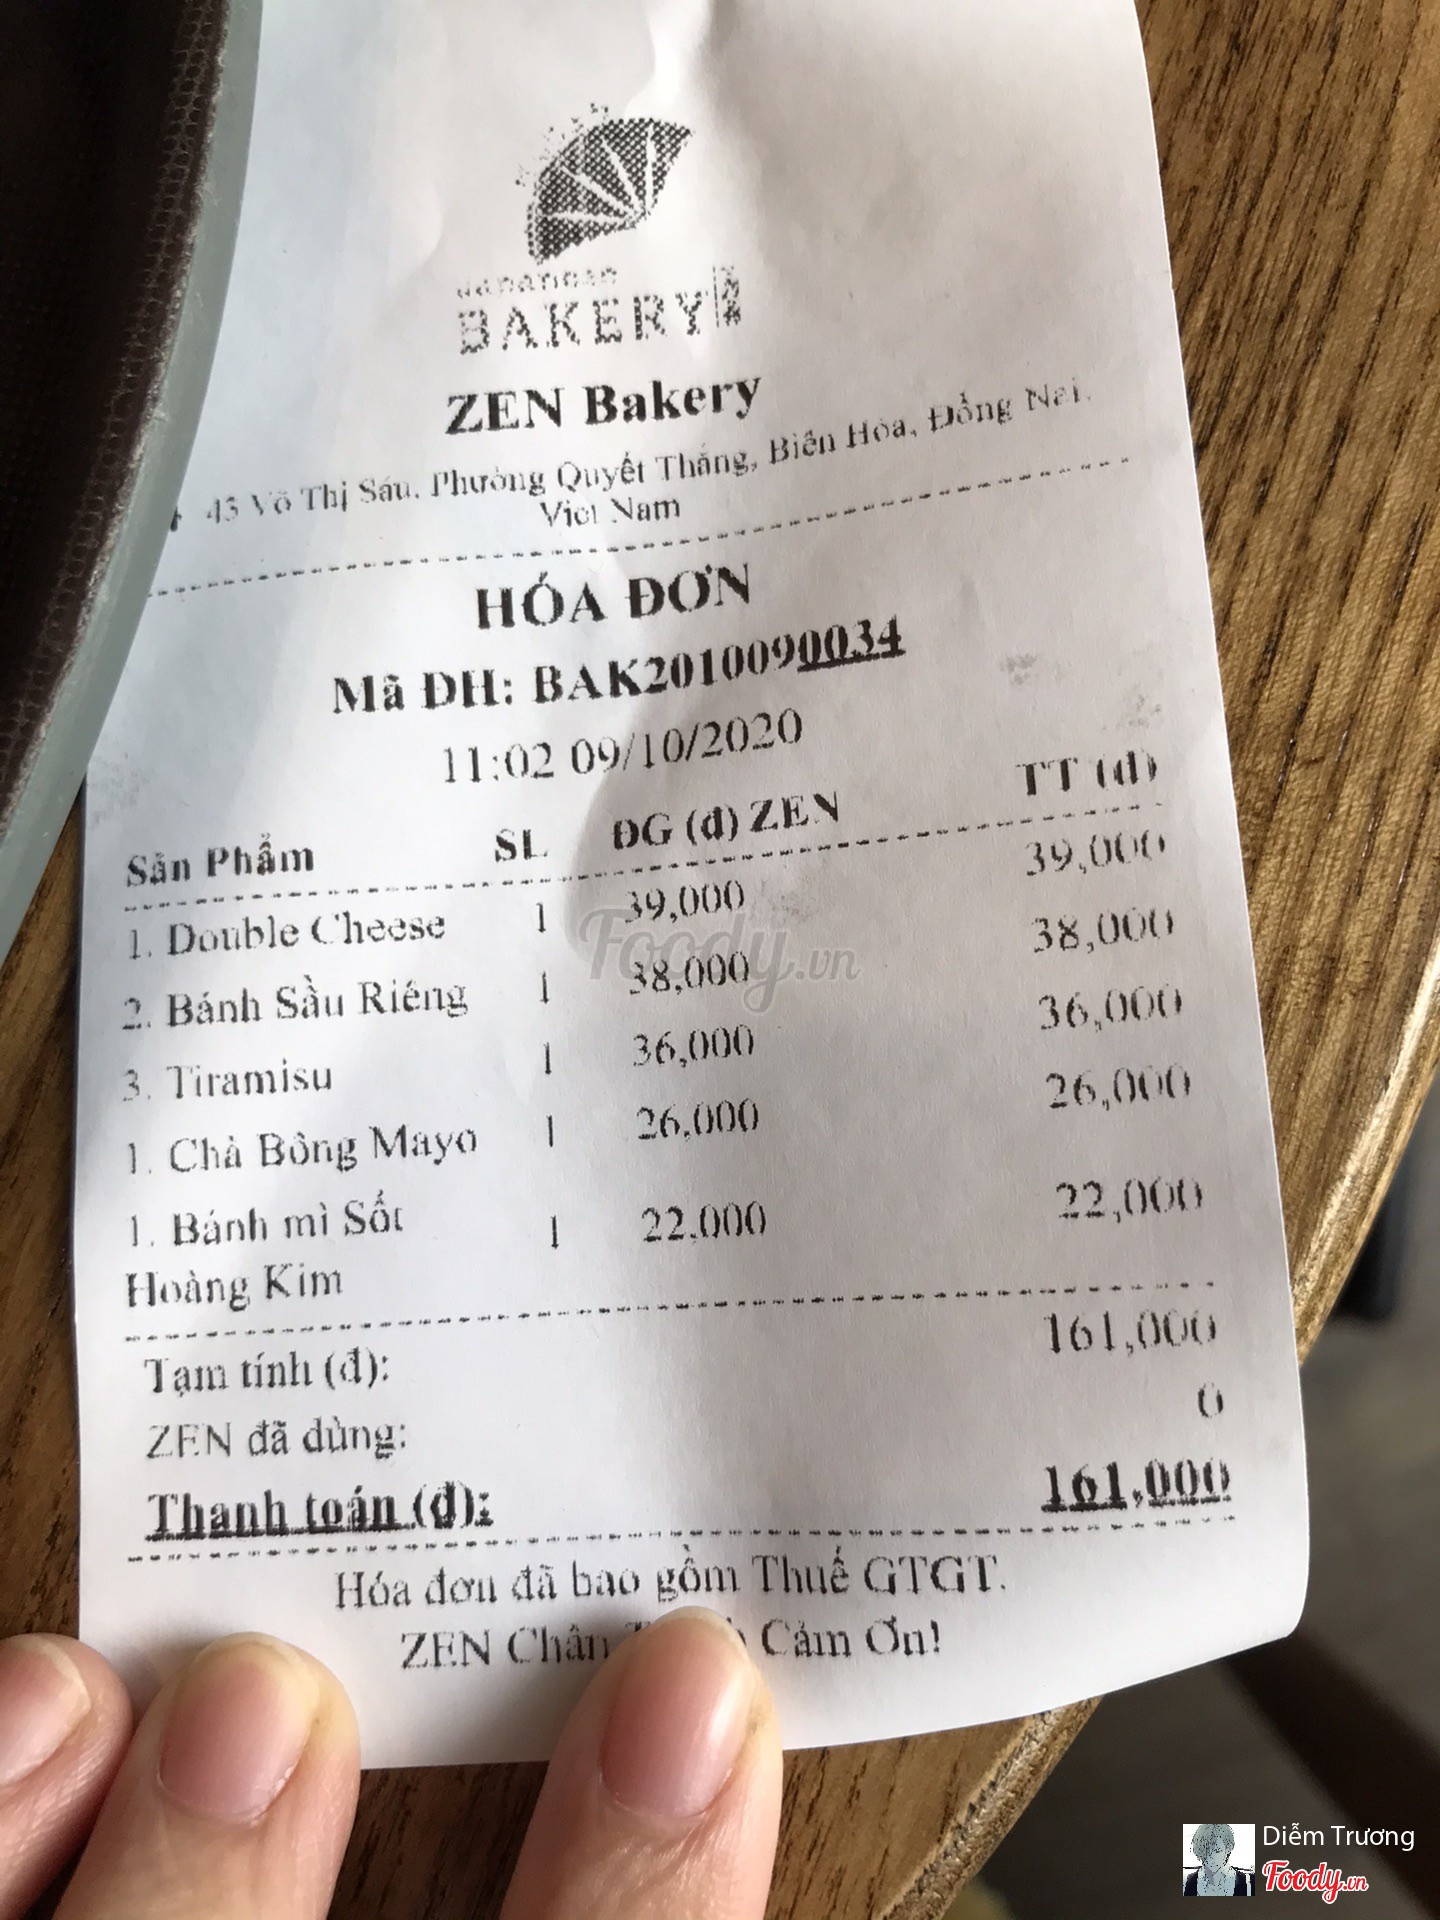 BAKERY
ZEN Bakery
43 Võ Thị Sáu, Phường Quyết Thắng, Biên Hòa, Đồng Nai,
Việt Nam
HÓA ĐƠN
Mã ĐH: BAK2010090034
11:02 09/10/2020
Sản Phẩm SL ĐG (đ) ZEN TT (đ)
1. Double Cheese 1 39,000 39,000
2. Bánh Sầu Riêng 1 38,000 38,000
3. Tiramisu 1 36,000 36,000
1. Chà Bông Mayo 1 26,000 26,000
1. Bánh mì Sốt 1 22,000 22,000
Hoàng Kim
Tạm tính (đ): 161,000
ZEN đã dùng: 0
Thanh toán (đ): 161,000
Hóa đơn đã bao gồm Thuế GTGT.
ZEN Chân Cảm Ơn!
Foody.vn
Diễm Trương
Foody.vn